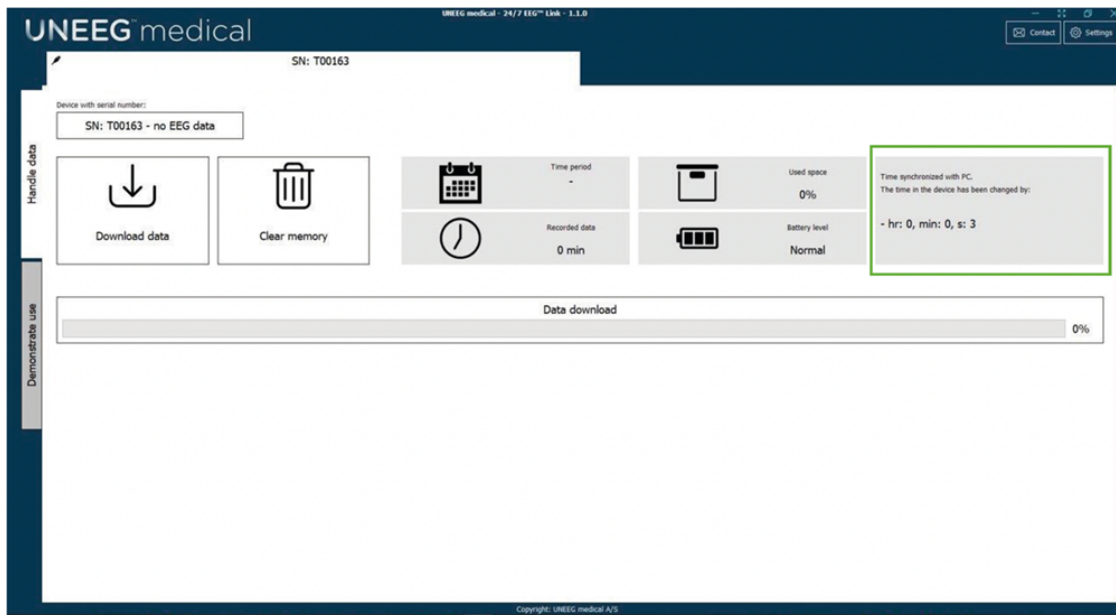 UNEEG medical - 24/7 EEG™ Link - 1.1.0
UNEEG™ medical
Contact
Settings
SN: T00163
Handle data
Demonstrate use
Device with serial number:
SN: T00163 - no EEG data
Download data
Clear memory
Time period
-
Recorded data
0 min
Used space
0%
Battery level
Normal
Time synchronized with PC.
The time in the device has been changed by:
- hr: 0, min: 0, s: 3
Data download
0%
Copyright: UNEEG medical A/S